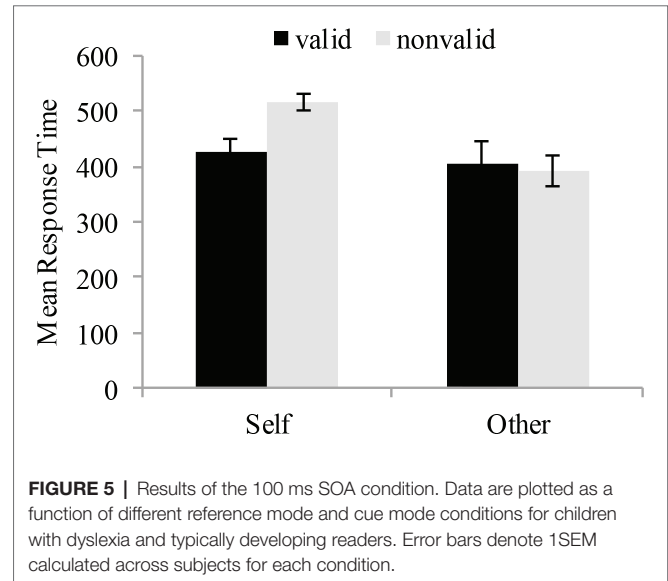 valid nonvalid
600
500
400
300
200
100
0
Mean Response Time
Self Other
FIGURE 5 | Results of the 100 ms SOA condition. Data are plotted as a
function of different reference mode and cue mode conditions for children
with dyslexia and typically developing readers. Error bars denote 1SEM
calculated across subjects for each condition.